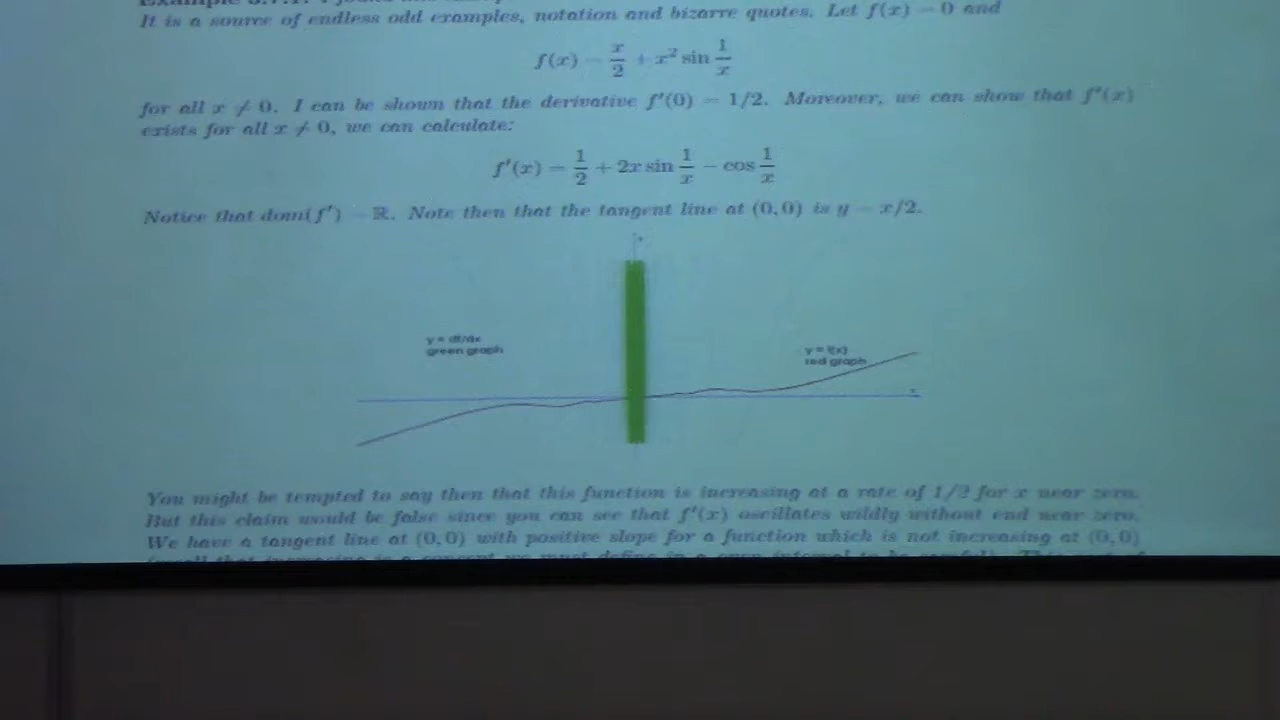 It is a source of endless odd examples, notation and bizarre quotes. Let f(x) = 0 and
f(x) = x/2 + x² sin 1/x
for all x ≠ 0. I can be shown that the derivative f'(0) = 1/2. Moreover, we can show that f'(x)
exists for all x ≠ 0, we can calculate:
f'(x) = 1/2 + 2x sin 1/x − cos 1/x
Notice that dom(f') = ℝ. Note then that the tangent line at (0,0) is y = x/2.
y = df/dx
green graph
y = f(x)
red graph
x
You might be tempted to say then that this function is increasing at a rate of 1/2 for x near zero.
But this claim would be false since you can see that f'(x) oscillates wildly without end near zero.
We have a tangent line at (0,0) with positive slope for a function which is not increasing at (0,0)